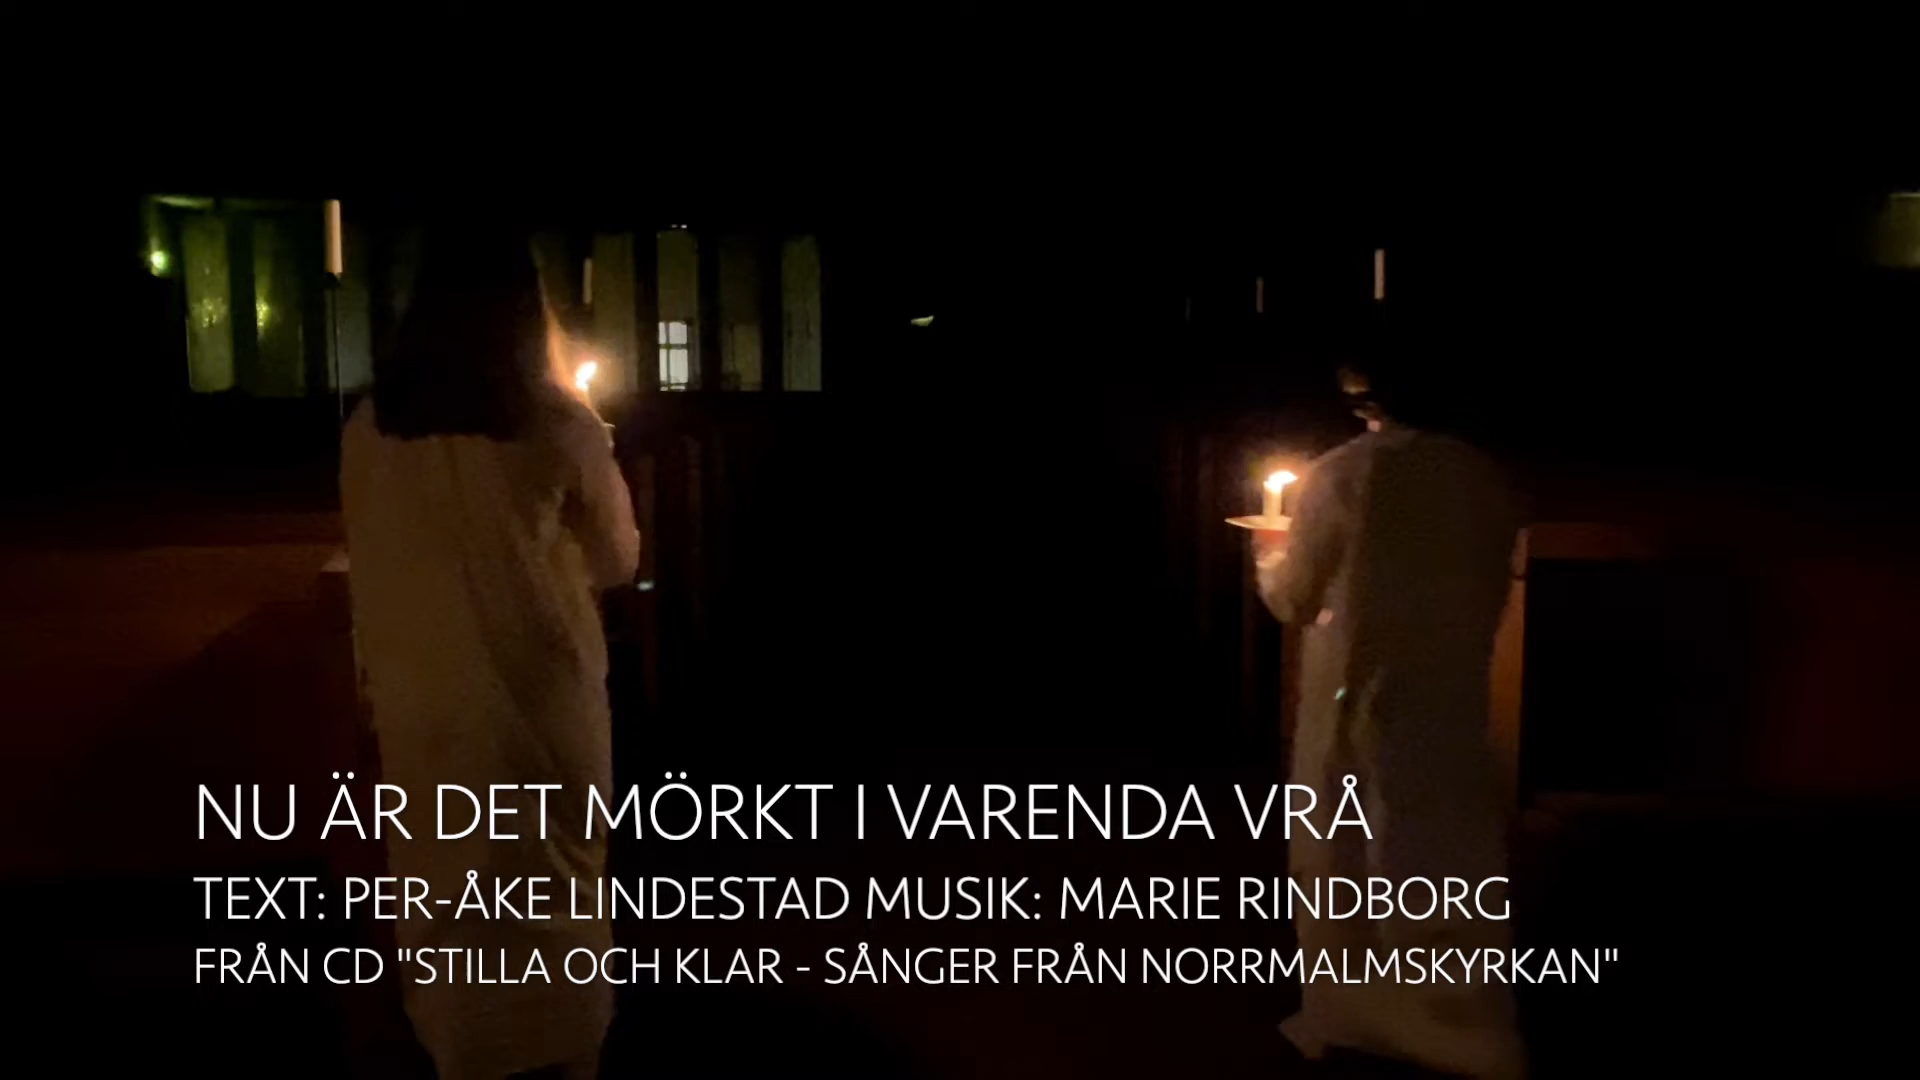 NU ÄR DET MÖRKT I VARENDA VRÅ
TEXT: PER-ÅKE LINDESTAD MUSIK: MARIE RINDBORG
FRÅN CD "STILLA OCH KLAR - SÅNGER FRÅN NORRMALMSKYRKAN"